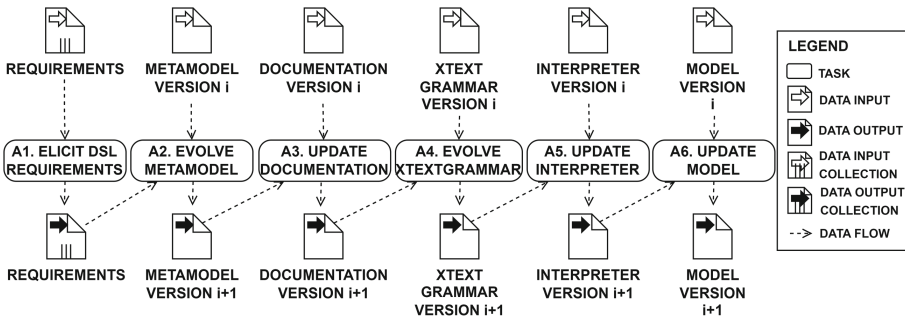 REQUIREMENTS
METAMODEL
VERSION i
DOCUMENTATION
VERSION i
XTEXT
GRAMMAR
VERSION i
INTERPRETER
VERSION i
MODEL
VERSION
i
A1. ELICIT DSL
REQUIREMENTS
A2. EVOLVE
METAMODEL
A3. UPDATE
DOCUMENTATION
A4. EVOLVE
XTEXTGRAMMAR
A5. UPDATE
INTERPRETER
A6. UPDATE
MODEL
REQUIREMENTS
METAMODEL
VERSION i+1
DOCUMENTATION
VERSION i+1
XTEXT
GRAMMAR
VERSION i+1
INTERPRETER
VERSION i+1
MODEL
VERSION
i+1
LEGEND
TASK
DATA INPUT
DATA OUTPUT
DATA INPUT
COLLECTION
DATA OUTPUT
COLLECTION
DATA FLOW